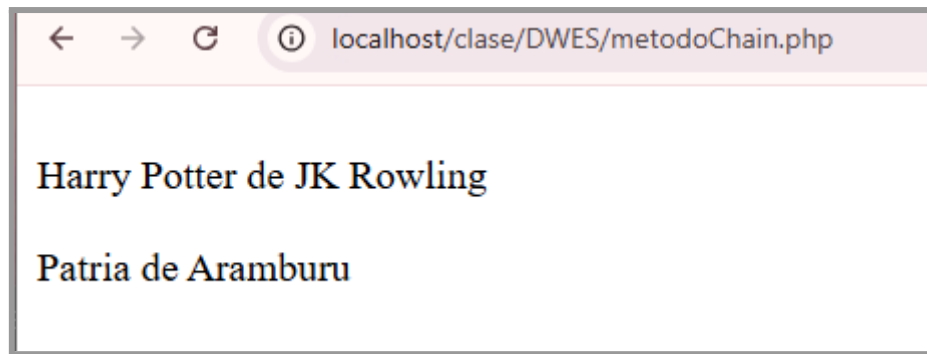 localhost/clase/DWES/metodoChain.php
Harry Potter de JK Rowling
Patria de Aramburu